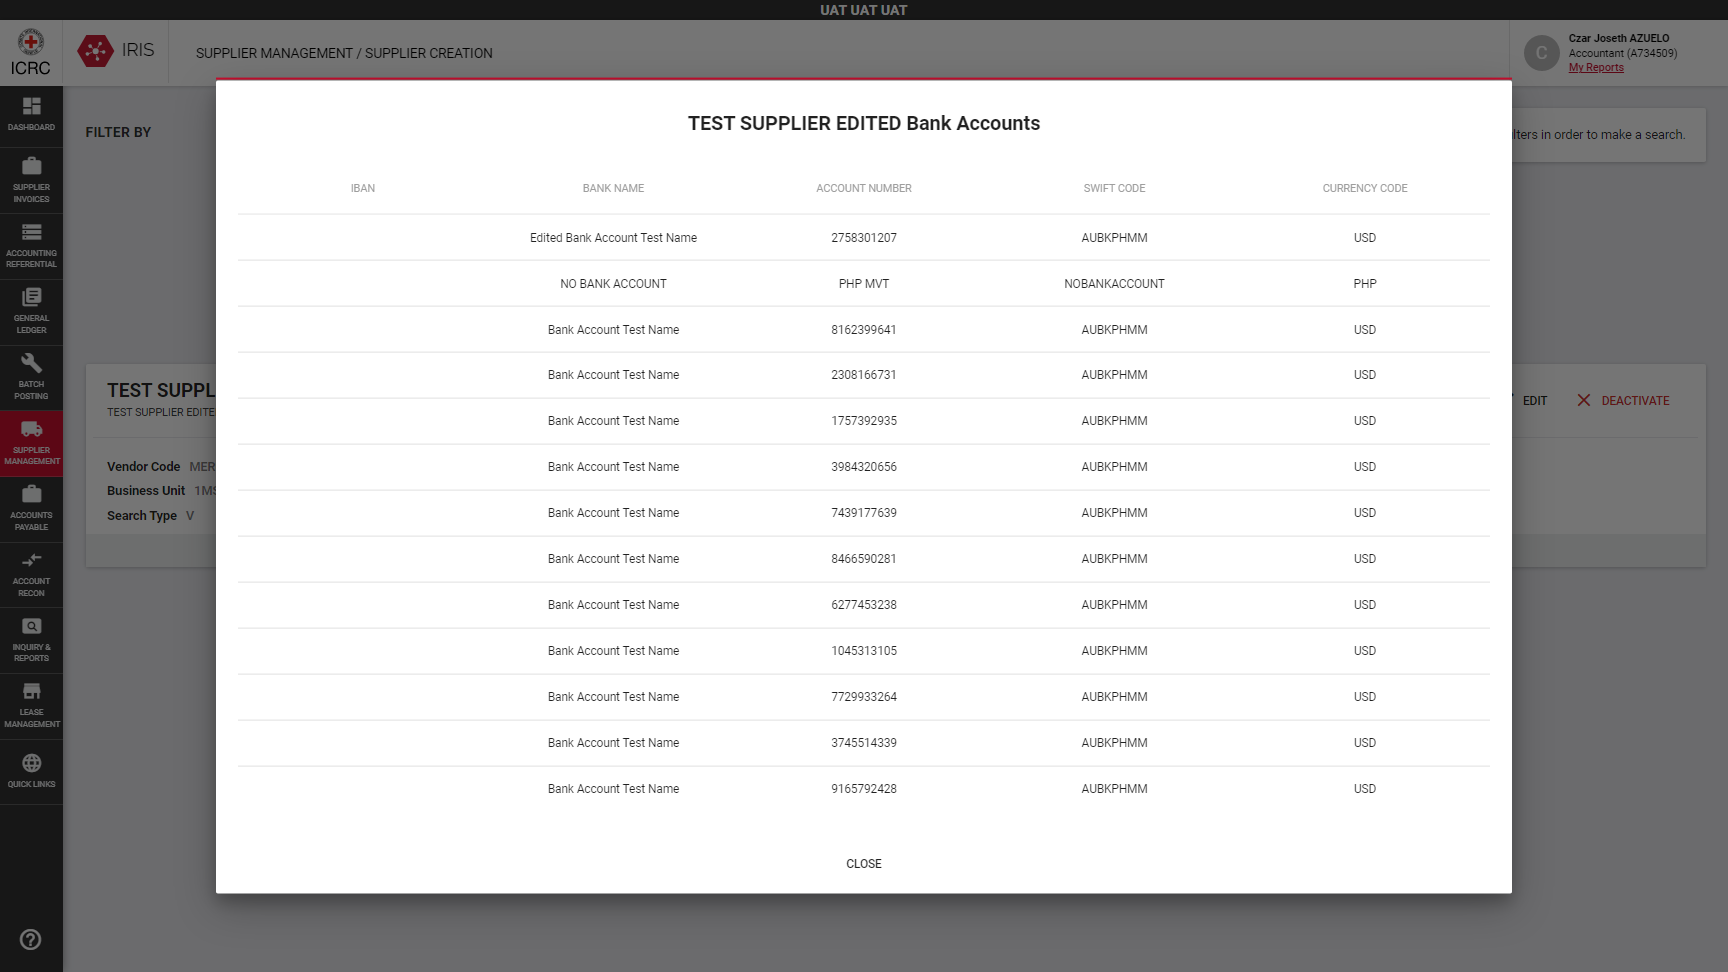 UAT UAT UAT
ICRC
IRIS
SUPPLIER MANAGEMENT / SUPPLIER CREATION
C
Czar Joseth AZUELO
Accountant (A734509)
My Reports
DASHBOARD
SUPPLIER
INVOICES
ACCOUNTING
REFERENTIAL
GENERAL
LEDGER
BATCH
POSTING
SUPPLIER
MANAGEMENT
ACCOUNTS
PAYABLE
ACCOUNT
RECON
INQUIRY &
REPORTS
LEASE
MANAGEMENT
QUICK LINKS
FILTER BY
in order to make a search.
TEST SUPPL
TEST SUPPLIER EDITE
EDIT
DEACTIVATE
Vendor Code MER
Business Unit 1MS
Search Type V
TEST SUPPLIER EDITED Bank Accounts
IBAN BANK NAME ACCOUNT NUMBER SWIFT CODE CURRENCY CODE
Edited Bank Account Test Name 2758301207 AUBKPHMM USD
NO BANK ACCOUNT PHP MVT NOBANKACCOUNT PHP
Bank Account Test Name 8162399641 AUBKPHMM USD
Bank Account Test Name 2308166731 AUBKPHMM USD
Bank Account Test Name 1757392935 AUBKPHMM USD
Bank Account Test Name 3984320656 AUBKPHMM USD
Bank Account Test Name 7439177639 AUBKPHMM USD
Bank Account Test Name 8466590281 AUBKPHMM USD
Bank Account Test Name 6277453238 AUBKPHMM USD
Bank Account Test Name 1045313105 AUBKPHMM USD
Bank Account Test Name 7729933264 AUBKPHMM USD
Bank Account Test Name 3745514339 AUBKPHMM USD
Bank Account Test Name 9165792428 AUBKPHMM USD
CLOSE